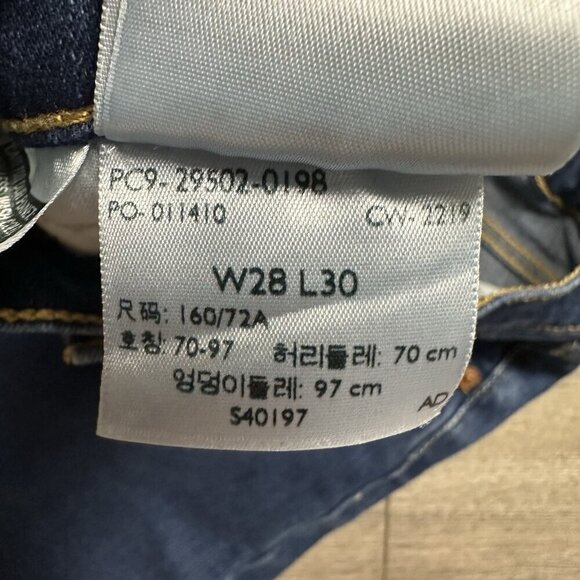 PC9- 29502-0198
PO- 011410 CW- 2219
W28 L30
尺码: 160/72A
호칭: 70-97 허리둘레: 70 cm
엉덩이둘레: 97 cm
S40197
AD